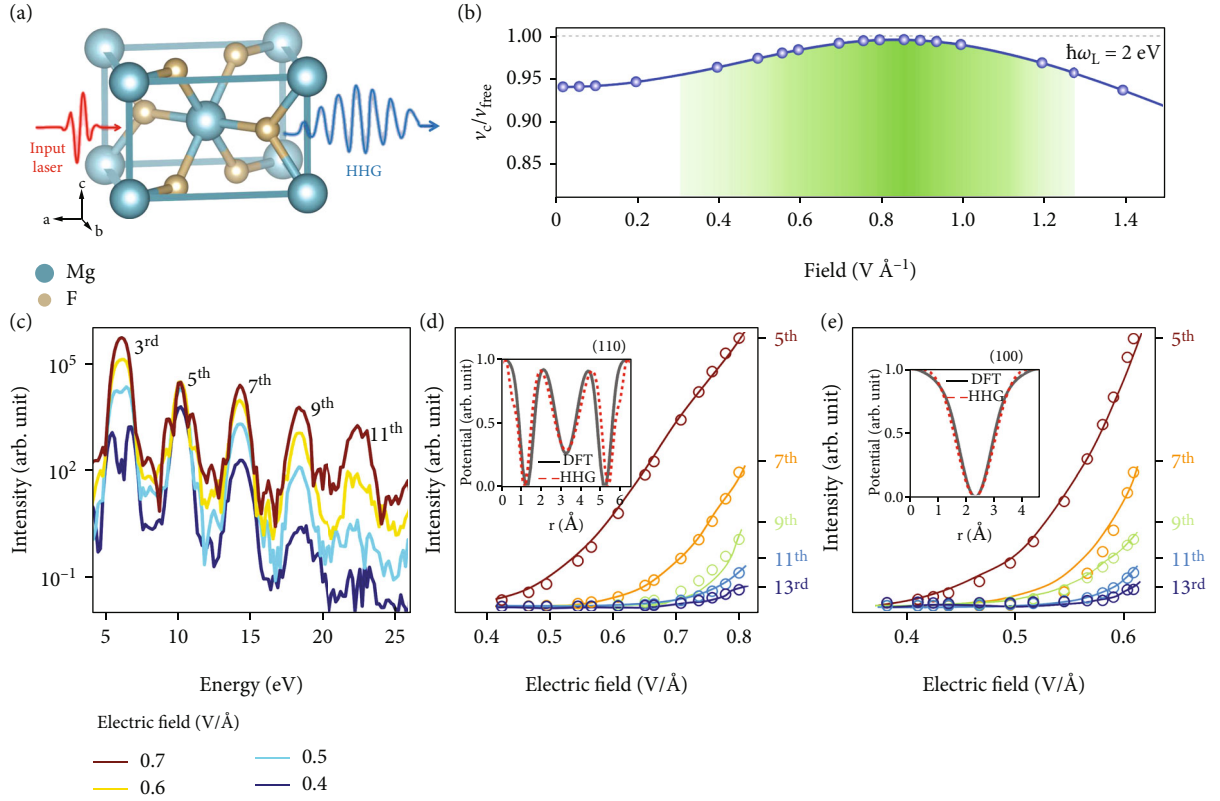 (a)
Input
laser
HHG
c
a
b
Mg
F
(b)
ħω_L = 2 eV
ν_c/ν_free
1.00
0.95
0.90
0.85
0 0.2 0.4 0.6 0.8 1.0 1.2 1.4
Field (V Å⁻¹)
(c)
Intensity (arb. unit)
10⁵
10²
10⁻¹
3rd
5th
7th
9th
11th
5 10 15 20 25
Energy (eV)
Electric field (V/Å)
0.7
0.6
0.5
0.4
(d)
Intensity (arb. unit)
(110)
Potential (arb. unit)
1.0
0.5
0.0
DFT
HHG
0 1 2 3 4 5 6
r (Å)
5th
7th
9th
11th
13rd
0.4 0.5 0.6 0.7 0.8
Electric field (V/Å)
(e)
Intensity (arb. unit)
(100)
Potential (arb. unit)
1.0
0.5
0.0
DFT
HHG
0 1 2 3 4
r (Å)
5th
7th
9th
11th
13rd
0.4 0.5 0.6
Electric field (V/Å)